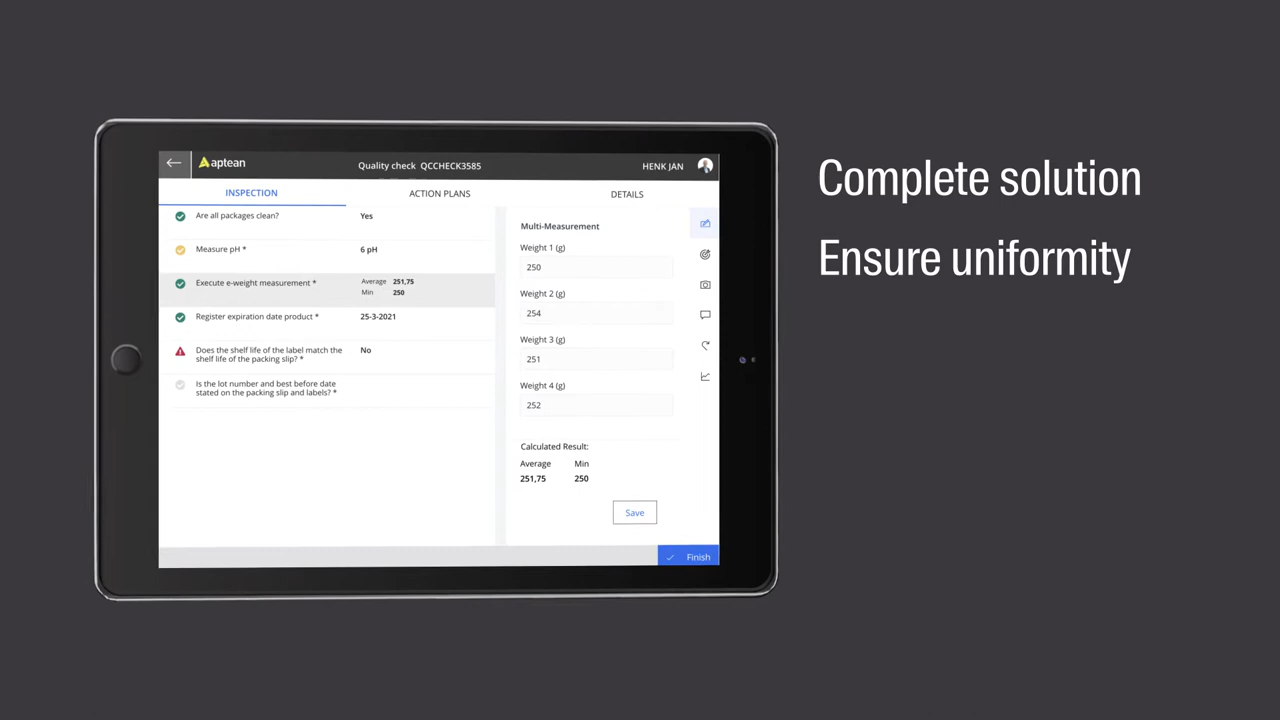 aptean
Quality check QCCHECK3585
HENK JAN
INSPECTION
ACTION PLANS
DETAILS
Are all packages clean?
Yes
Measure pH *
6 pH
Execute e-weight measurement *
Average 251,75
Min 250
Register expiration date product *
25-3-2021
Does the shelf life of the label match the
shelf life of the packing slip? *
No
Is the lot number and best before date
stated on the packing slip and labels? *
Multi-Measurement
Weight 1 (g)
250
Weight 2 (g)
254
Weight 3 (g)
251
Weight 4 (g)
252
Calculated Result:
Average Min
251,75 250
Save
Finish
Complete solution
Ensure uniformity